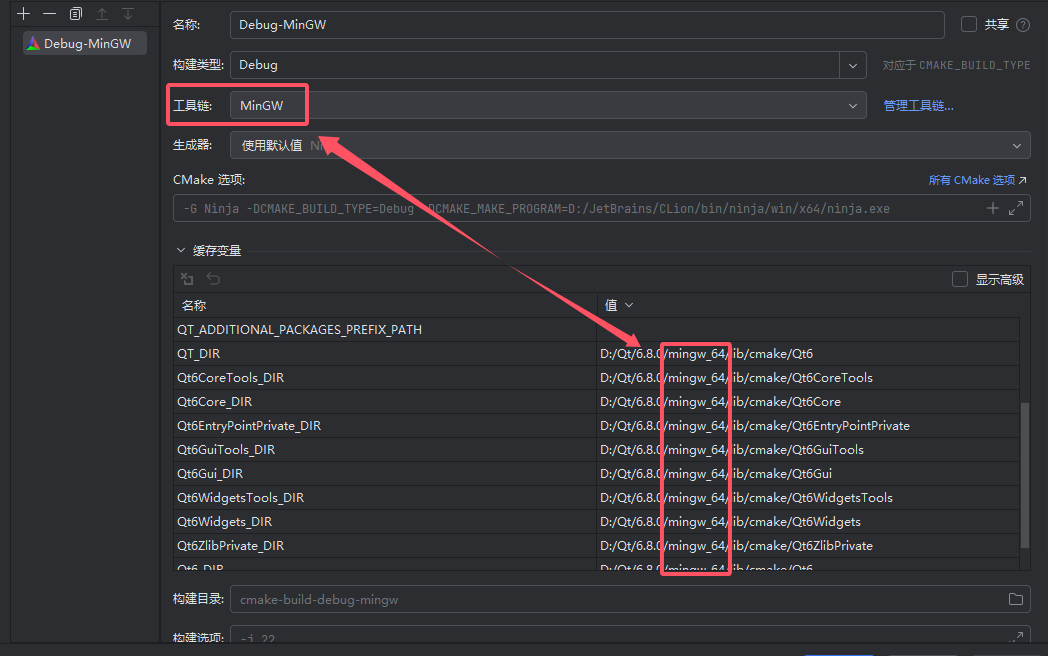 Debug-MinGW
名称: Debug-MinGW 共享 ?
构建类型: Debug 对应于 CMAKE_BUILD_TYPE
工具链: MinGW 管理工具链...
生成器: 使用默认值
CMake 选项: 所有 CMake 选项
-G Ninja -DCMAKE_BUILD_TYPE=Debug DCMAKE_MAKE_PROGRAM=D:/JetBrains/CLion/bin/ninja/win/x64/ninja.exe
缓存变量
显示高级
名称 值
QT_ADDITIONAL_PACKAGES_PREFIX_PATH
QT_DIR D:/Qt/6.8.0/mingw_64/lib/cmake/Qt6
Qt6CoreTools_DIR D:/Qt/6.8.0/mingw_64/lib/cmake/Qt6CoreTools
Qt6Core_DIR D:/Qt/6.8.0/mingw_64/lib/cmake/Qt6Core
Qt6EntryPointPrivate_DIR D:/Qt/6.8.0/mingw_64/lib/cmake/Qt6EntryPointPrivate
Qt6GuiTools_DIR D:/Qt/6.8.0/mingw_64/lib/cmake/Qt6GuiTools
Qt6Gui_DIR D:/Qt/6.8.0/mingw_64/lib/cmake/Qt6Gui
Qt6WidgetsTools_DIR D:/Qt/6.8.0/mingw_64/lib/cmake/Qt6WidgetsTools
Qt6Widgets_DIR D:/Qt/6.8.0/mingw_64/lib/cmake/Qt6Widgets
Qt6ZlibPrivate_DIR D:/Qt/6.8.0/mingw_64/lib/cmake/Qt6ZlibPrivate
Qt6_DIR D:/Qt/6.8.0/mingw_64/lib/cmake/Qt6
构建目录: cmake-build-debug-mingw
构建选项: -j 22